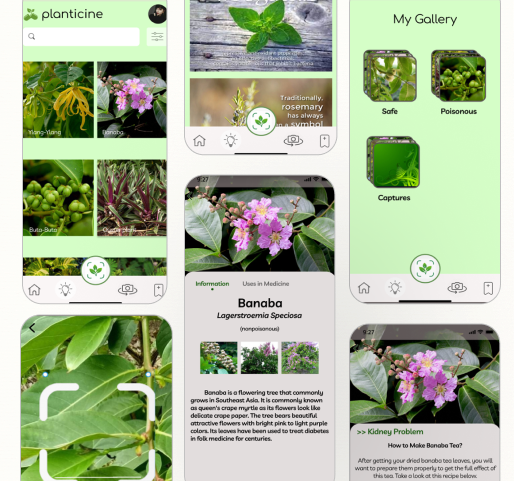 planticine
Ylang-Ylang
Banaba
Buta-Buta
Oyster plant
Traditionally,
rosemary
has always
a symbol
9:27
Information
Uses in Medicine
Banaba
Lagerstroemia Speciosa
(nonpoisonous)
Banaba is a flowering tree that commonly
grows in Southeast Asia. It is commonly known
as queen's crape myrtle as its flowers look like
delicate crape paper. The tree bears beautiful
attractive flowers with bright pink to light purple
colors. Its leaves have been used to treat diabetes
in folk medicine for centuries.
My Gallery
Safe
Poisonous
Captures
9:27
>> Kidney Problem
How to Make Banaba Tea?
After getting your dried banaba tea leaves, you will
want to prepare them properly to get the full effect of
this tea. Take a look at this recipe below.